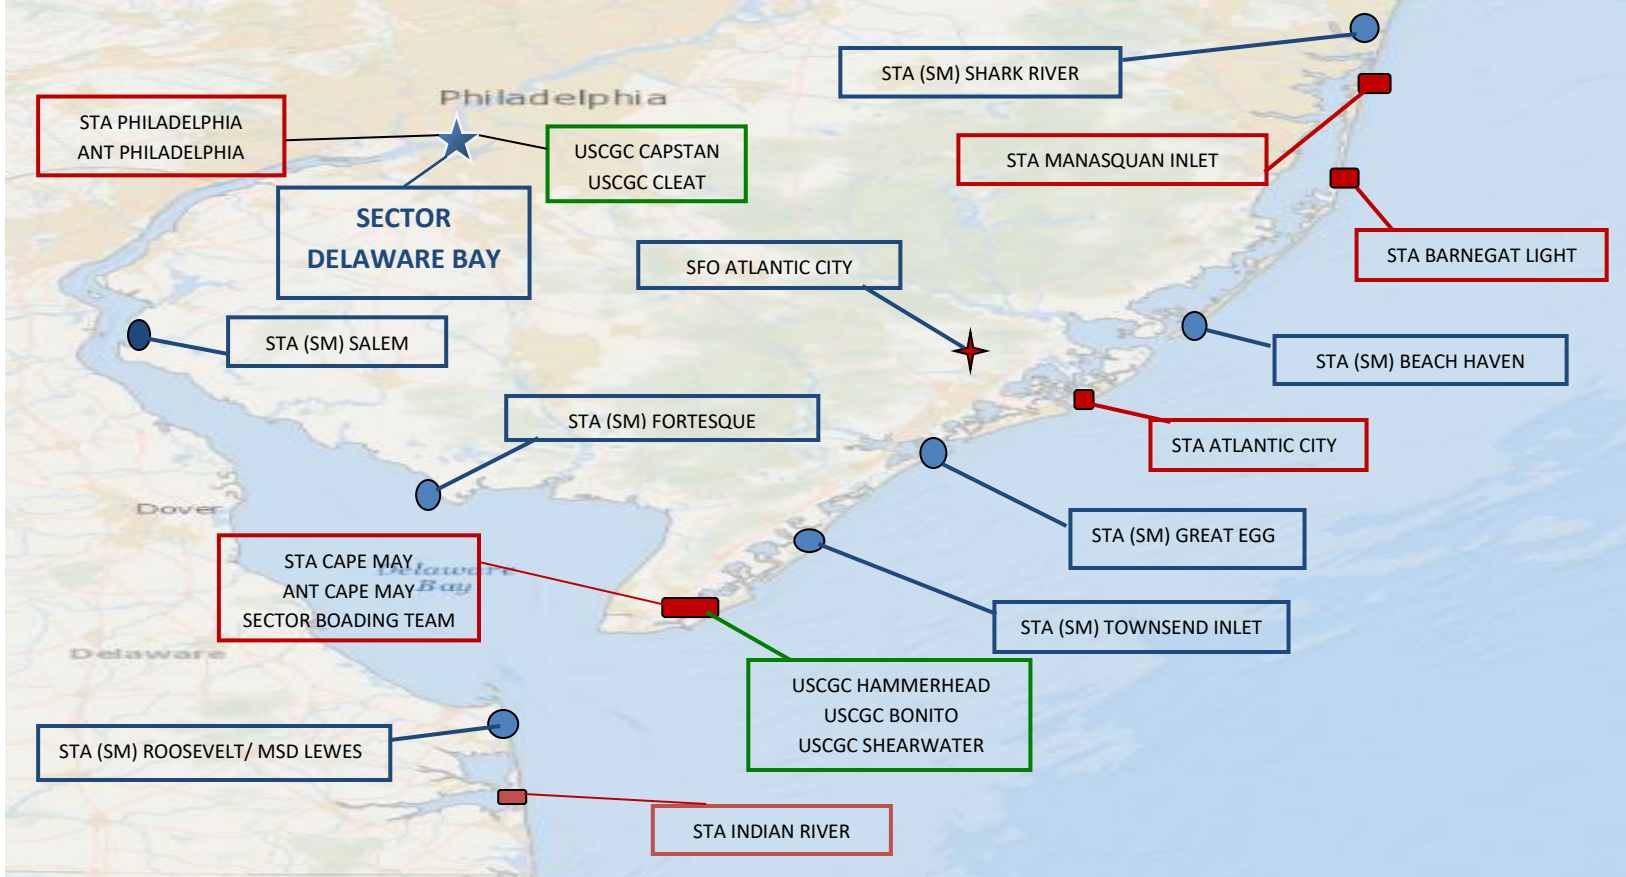 STA (SM) SHARK RIVER
Philadelphia
STA PHILADELPHIA
ANT PHILADELPHIA
USCGC CAPSTAN
USCGC CLEAT
STA MANASQUAN INLET
SECTOR
DELAWARE BAY
STA BARNEGAT LIGHT
SFO ATLANTIC CITY
STA (SM) SALEM
STA (SM) BEACH HAVEN
STA (SM) FORTESQUE
STA ATLANTIC CITY
Dover
STA (SM) GREAT EGG
STA CAPE MAY
ANT CAPE MAY
SECTOR BOADING TEAM
Delaware
Bay
STA (SM) TOWNSEND INLET
Delaware
USCGC HAMMERHEAD
USCGC BONITO
USCGC SHEARWATER
STA (SM) ROOSEVELT/ MSD LEWES
STA INDIAN RIVER